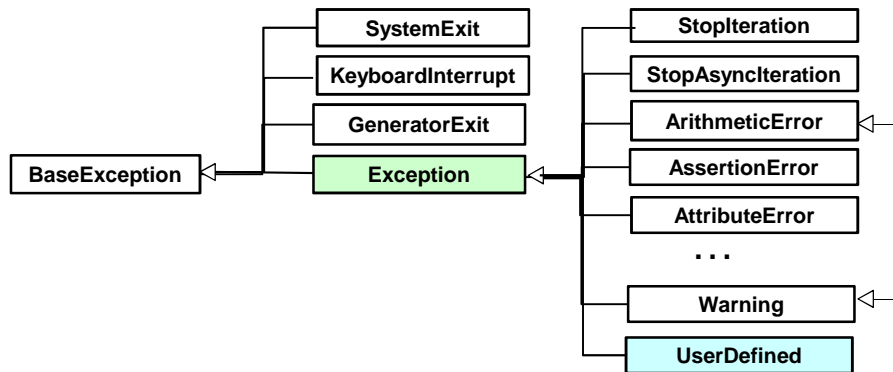 SystemExit
KeyboardInterrupt
GeneratorExit
BaseException
Exception
StopIteration
StopAsyncIteration
ArithmeticError
AssertionError
AttributeError
...
Warning
UserDefined